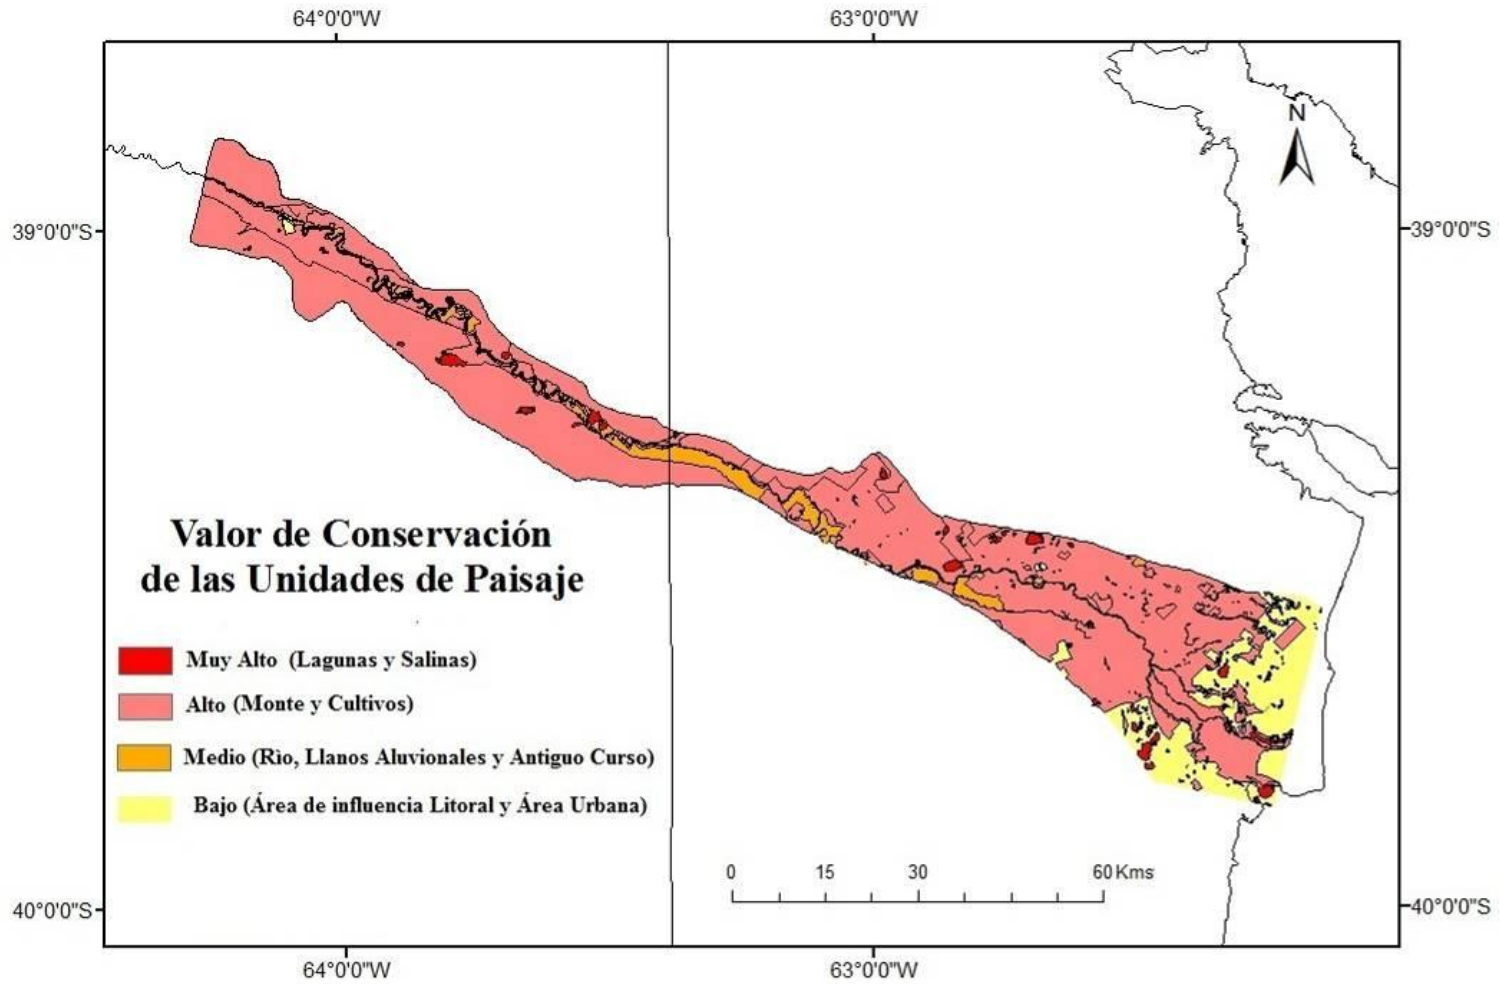 64°0'0"W 63°0'0"W
N
39°0'0"S 39°0'0"S
Valor de Conservación
de las Unidades de Paisaje
Muy Alto (Lagunas y Salinas)
Alto (Monte y Cultivos)
Medio (Rìo, Llanos Aluvionales y Antiguo Curso)
Bajo (Área de influencia Litoral y Área Urbana)
0 15 30 60 Kms
40°0'0"S 40°0'0"S
64°0'0"W 63°0'0"W